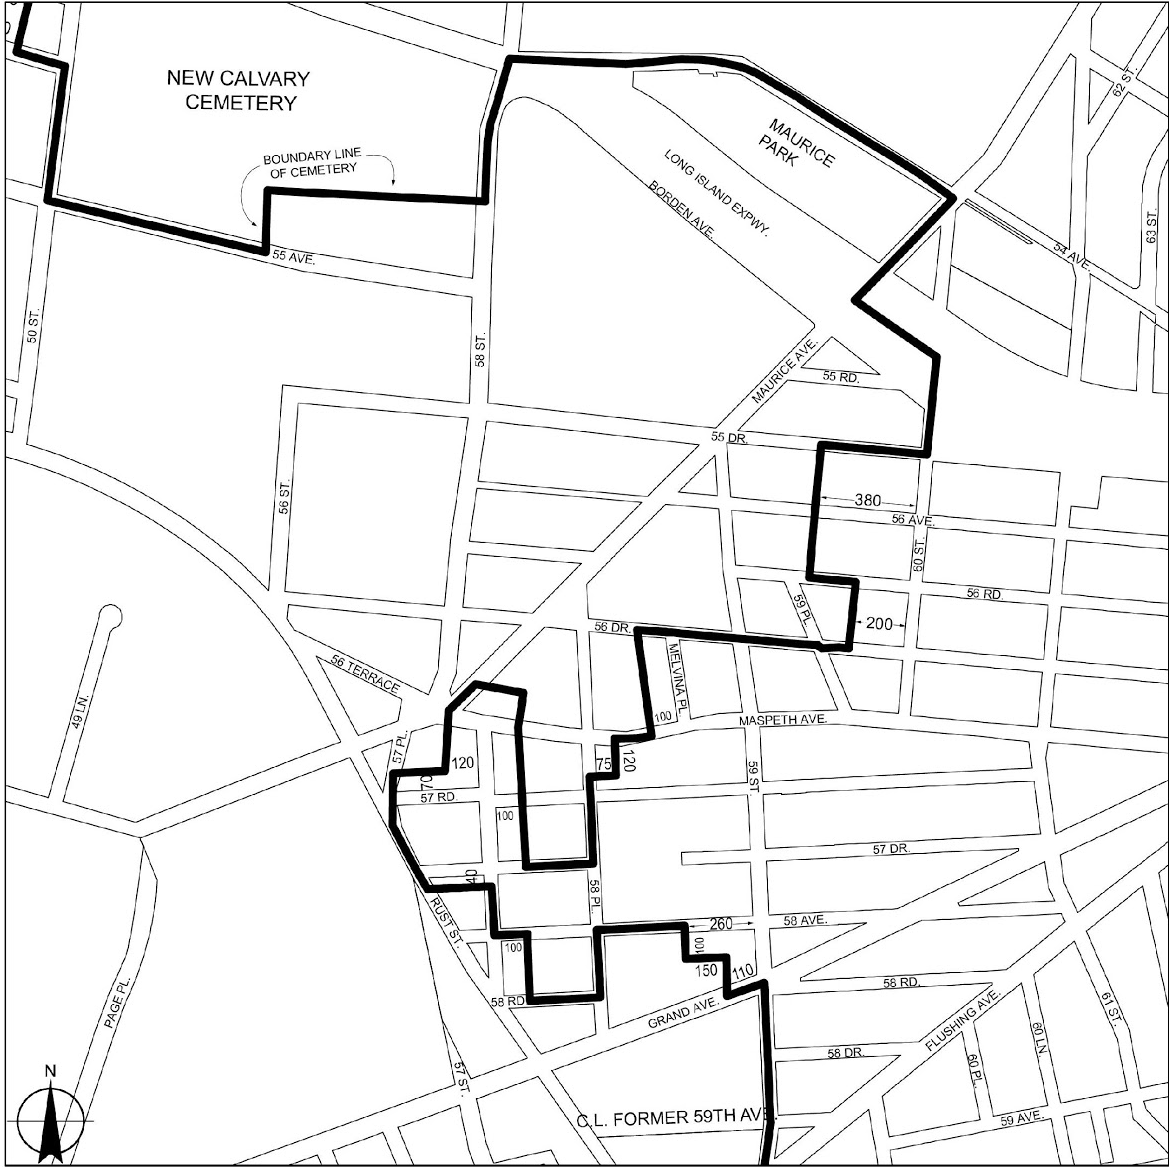 NEW CALVARY
CEMETERY
62 ST.
MAURICE
PARK
BOUNDARY LINE
OF CEMETERY
LONG ISLAND EXPWY.
BORDEN AVE.
63 ST.
54 AVE.
55 AVE.
50 ST.
58 ST.
MAURICE AVE.
55 RD.
55 DR.
56 ST.
380
56 AVE.
60 ST.
56 RD.
59 PL.
200
56 DR.
MELVINA PL.
56 TERRACE
49 LN.
100
MASPETH AVE.
57 PL.
120
75
120
70
59 ST.
57 RD.
100
57 DR.
40
58 PL.
RUST ST.
260
58 AVE.
100
100
150
110
58 RD.
58 RD
PAGE PL.
GRAND AVE.
FLUSHING AVE.
61 ST.
60 LN.
58 DR.
60 PL.
57 ST.
N
C.L. FORMER 59TH AVE.
59 AVE.